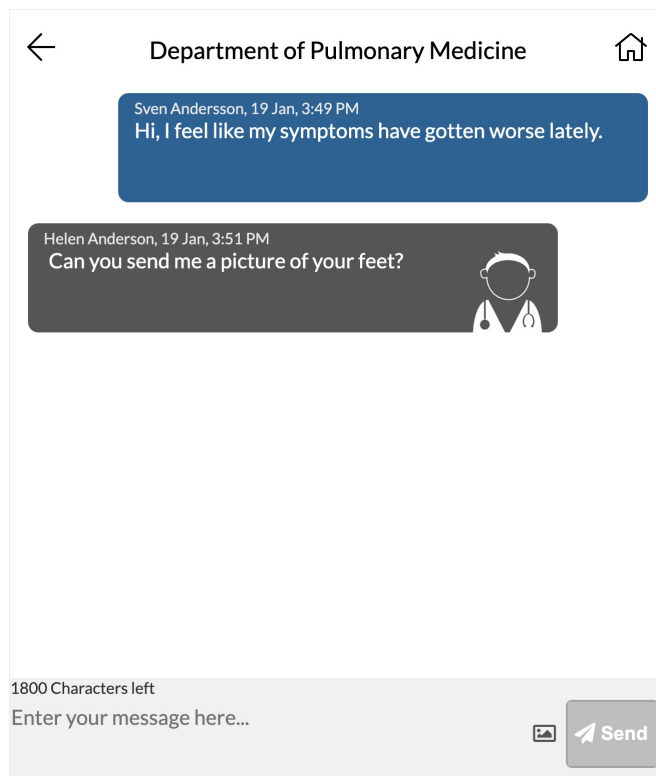 Department of Pulmonary Medicine
Sven Andersson, 19 Jan, 3:49 PM
Hi, I feel like my symptoms have gotten worse lately.
Helen Anderson, 19 Jan, 3:51 PM
Can you send me a picture of your feet?
1800 Characters left
Enter your message here...
Send